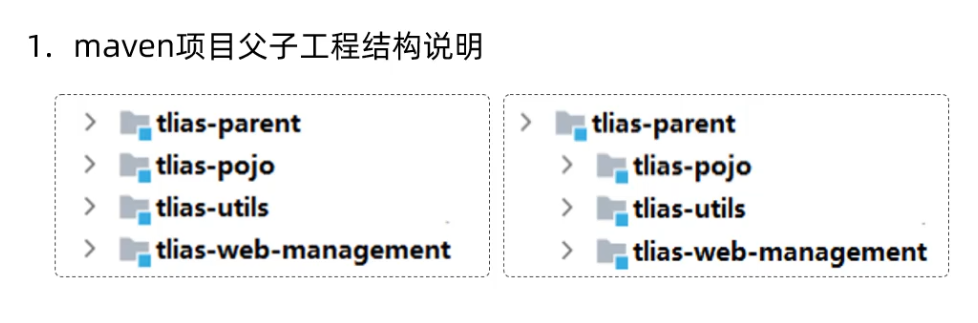 1. maven项目父子工程结构说明
tlias-parent
tlias-pojo
tlias-utils
tlias-web-management
tlias-parent
tlias-pojo
tlias-utils
tlias-web-management